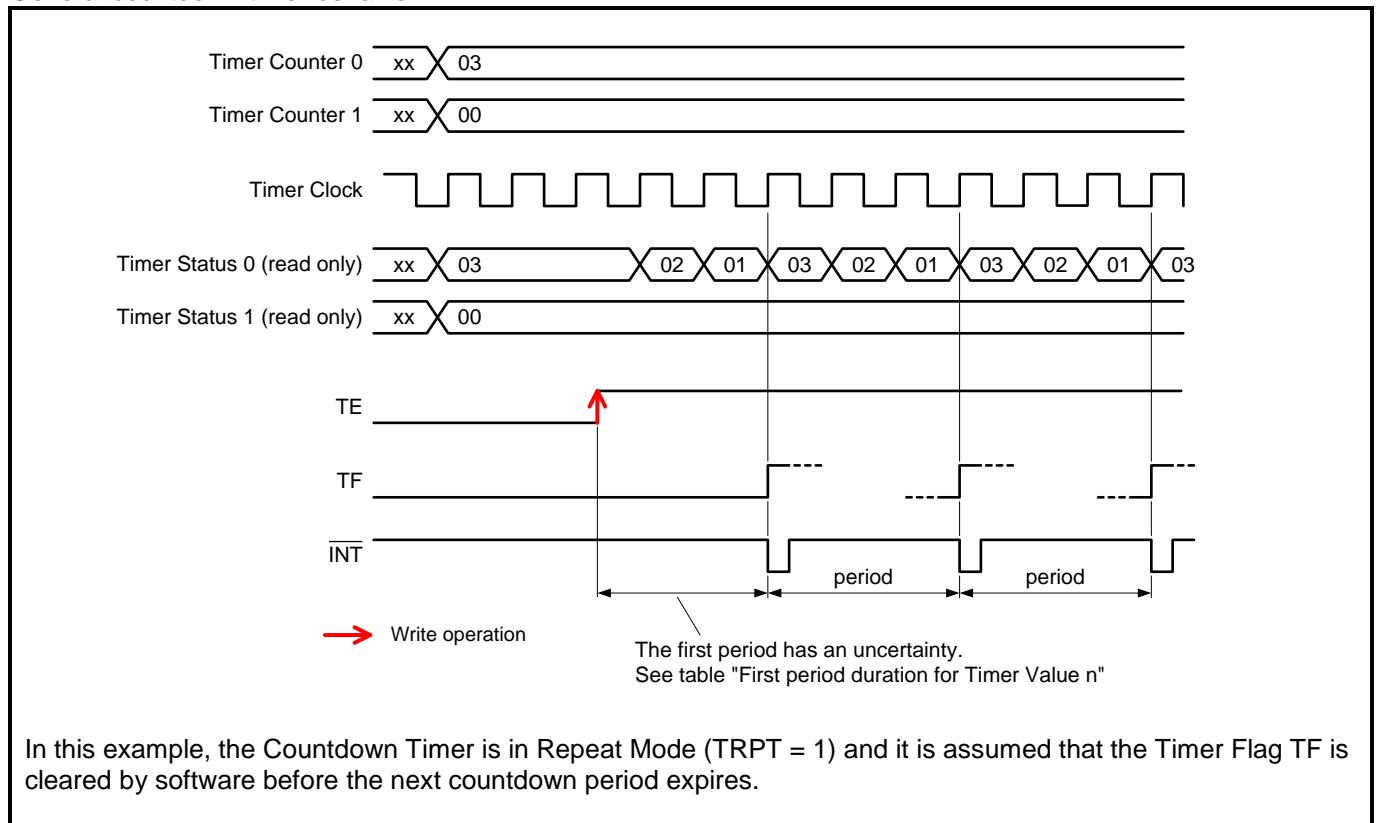 General countdown timer behavior:
Timer Counter 0 xx 03
Timer Counter 1 xx 00
Timer Clock
Timer Status 0 (read only) xx 03 02 01 03 02 01 03 02 01 03
Timer Status 1 (read only) xx 00
TE
TF
INT
period period
Write operation
The first period has an uncertainty.
See table "First period duration for Timer Value n"
In this example, the Countdown Timer is in Repeat Mode (TRPT = 1) and it is assumed that the Timer Flag TF is
cleared by software before the next countdown period expires.